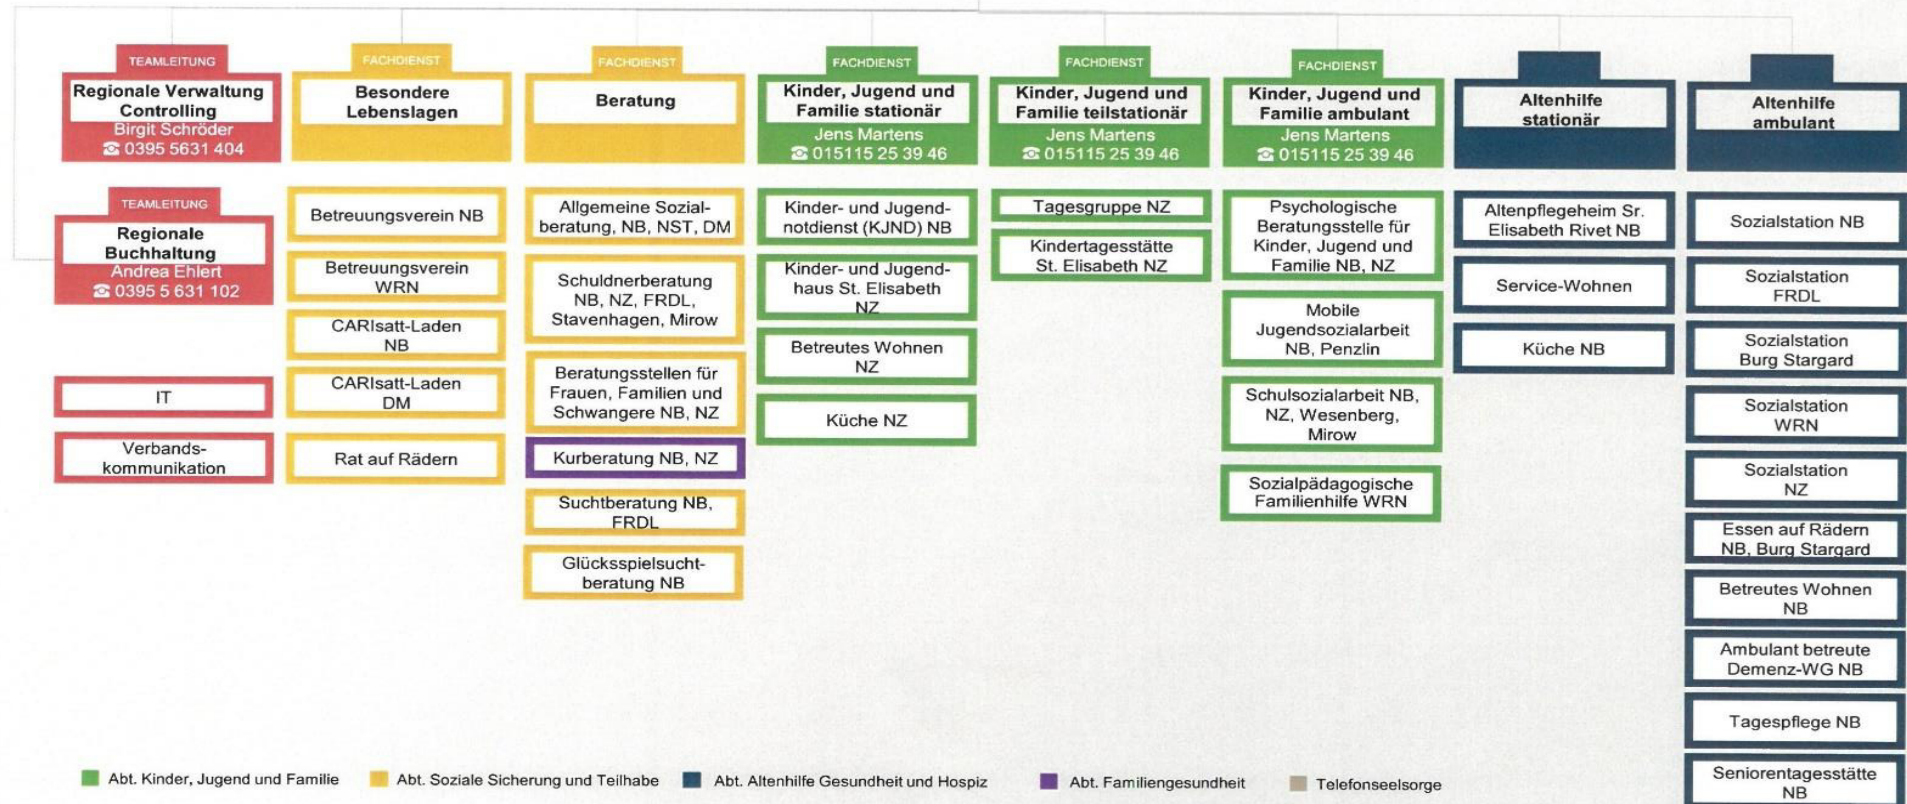 TEAMLEITUNG
Regionale Verwaltung
Controlling
Birgit Schröder
☎ 0395 5631 404
TEAMLEITUNG
Regionale
Buchhaltung
Andrea Ehlert
☎ 0395 5 631 102
IT
Verbands-
kommunikation
FACHDIENST
Besondere
Lebenslagen
Betreuungsverein NB
Betreuungsverein
WRN
CARIsatt-Laden
NB
CARIsatt-Laden
DM
Rat auf Rädern
FACHDIENST
Beratung
Allgemeine Sozial-
beratung, NB, NST, DM
Schuldnerberatung
NB, NZ, FRDL,
Stavenhagen, Mirow
Beratungsstellen für
Frauen, Familien und
Schwangere NB, NZ
Kurberatung NB, NZ
Suchtberatung NB,
FRDL
Glücksspielsucht-
beratung NB
FACHDIENST
Kinder, Jugend und
Familie stationär
Jens Martens
☎ 015115 25 39 46
Kinder- und Jugend-
notdienst (KJND) NB
Kinder- und Jugend-
haus St. Elisabeth
NZ
Betreutes Wohnen
NZ
Küche NZ
FACHDIENST
Kinder, Jugend und
Familie teilstationär
Jens Martens
☎ 015115 25 39 46
Tagesgruppe NZ
Kindertagesstätte
St. Elisabeth NZ
FACHDIENST
Kinder, Jugend und
Familie ambulant
Jens Martens
☎ 015115 25 39 46
Psychologische
Beratungsstelle für
Kinder, Jugend und
Familie NB, NZ
Mobile
Jugendsozialarbeit
NB, Penzlin
Schulsozialarbeit NB,
NZ, Wesenberg,
Mirow
Sozialpädagogische
Familienhilfe WRN
Altenhilfe
stationär
Altenpflegeheim Sr.
Elisabeth Rivet NB
Service-Wohnen
Küche NB
Altenhilfe
ambulant
Sozialstation NB
Sozialstation
FRDL
Sozialstation
Burg Stargard
Sozialstation
WRN
Sozialstation
NZ
Essen auf Rädern
NB, Burg Stargard
Betreutes Wohnen
NB
Ambulant betreute
Demenz-WG NB
Tagespflege NB
Seniorentagesstätte
NB
Abt. Kinder, Jugend und Familie
Abt. Soziale Sicherung und Teilhabe
Abt. Altenhilfe Gesundheit und Hospiz
Abt. Familiengesundheit
Telefonseelsorge